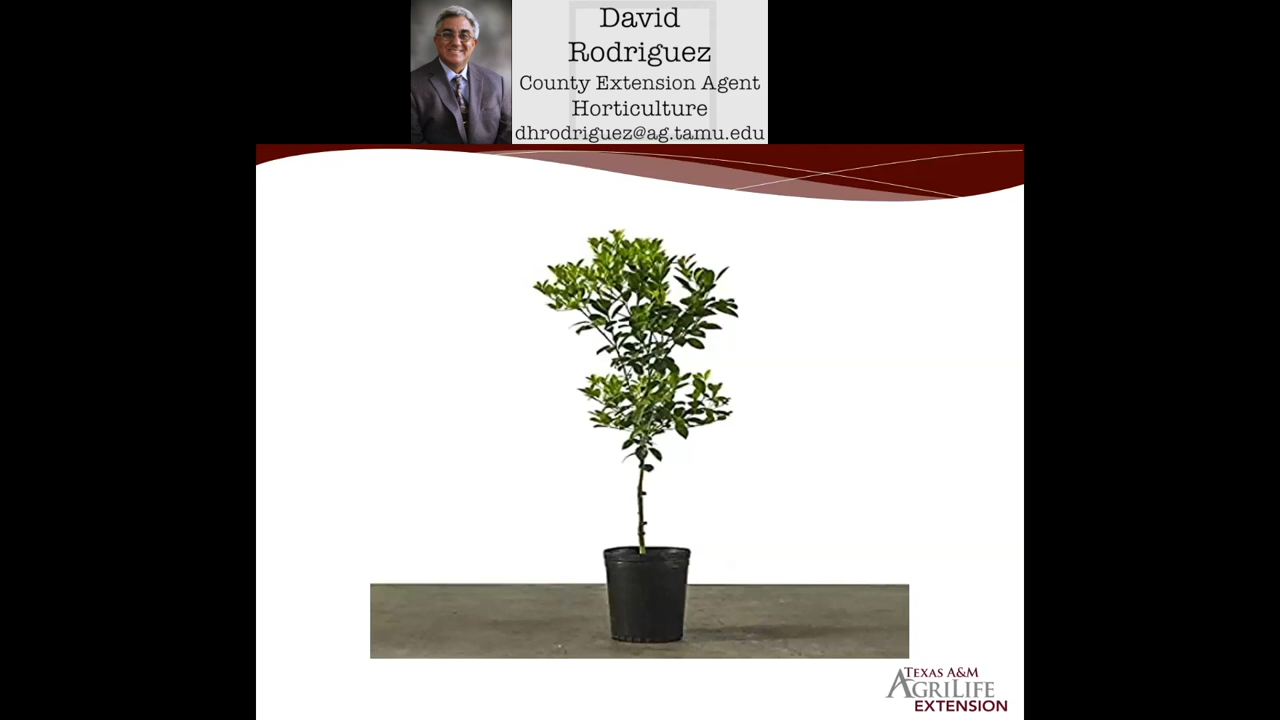 David
Rodriguez
County Extension Agent
Horticulture
dhrodriguez@ag.tamu.edu
TEXAS A&M
AGRILIFE
EXTENSION